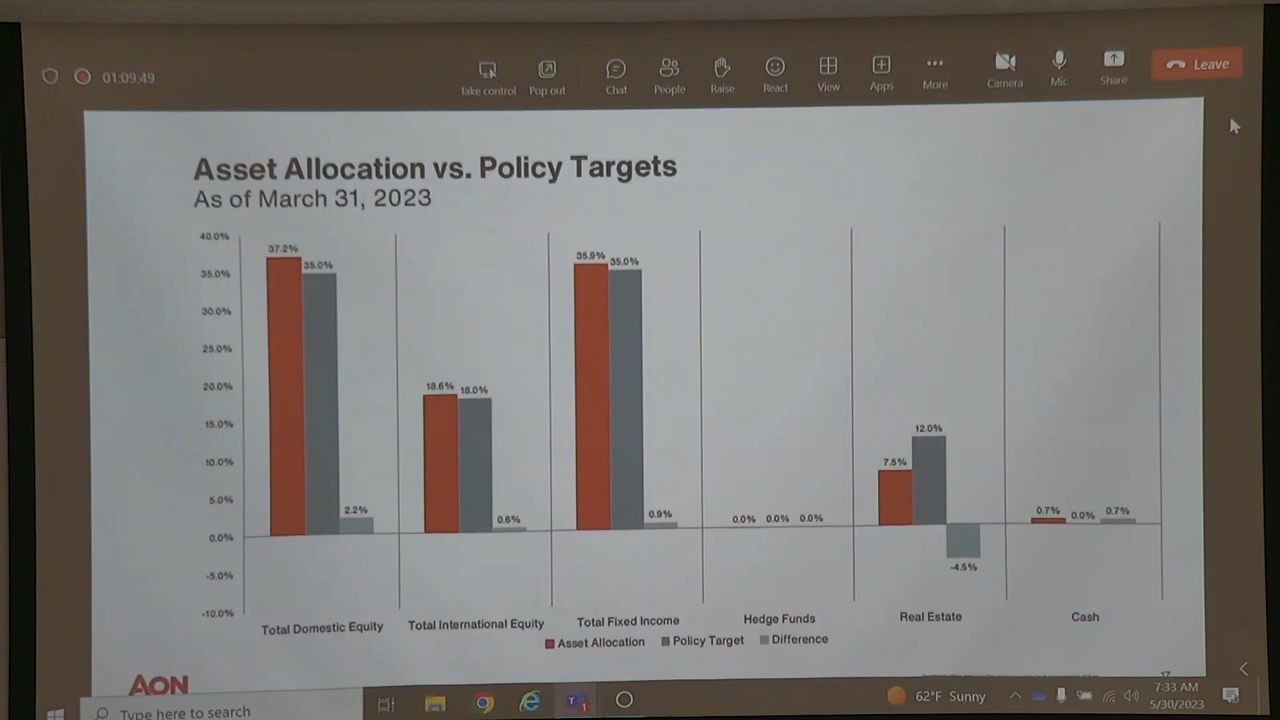 01:09:49
Take control Pop out Chat People Raise React View Apps More Camera Mic Share Leave
Asset Allocation vs. Policy Targets
As of March 31, 2023
40.0%
35.0%
30.0%
25.0%
20.0%
15.0%
10.0%
5.0%
0.0%
-5.0%
-10.0%
37.2% 35.0% 2.2%
18.6% 18.0% 0.6%
35.9% 35.0% 0.9%
0.0% 0.0% 0.0%
7.5% 12.0% -4.5%
0.7% 0.0% 0.7%
Total Domestic Equity Total International Equity Total Fixed Income Hedge Funds Real Estate Cash
Asset Allocation Policy Target Difference
AON
17
Type here to search
62°F Sunny
7:33 AM
5/30/2023